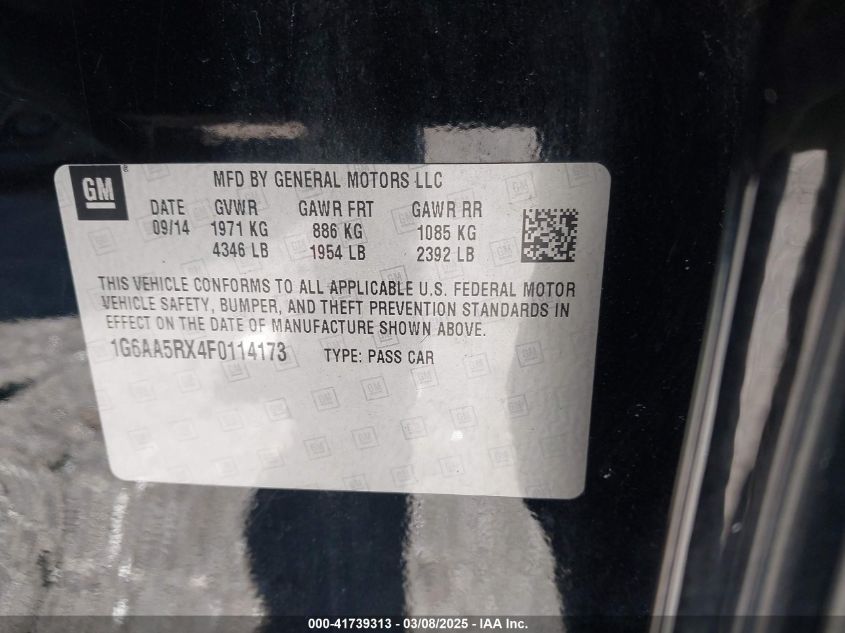 GM ®
MFD BY GENERAL MOTORS LLC
DATE GVWR GAWR FRT GAWR RR
09/14 1971 KG 886 KG 1085 KG
4346 LB 1954 LB 2392 LB
THIS VEHICLE CONFORMS TO ALL APPLICABLE U.S. FEDERAL MOTOR
VEHICLE SAFETY, BUMPER, AND THEFT PREVENTION STANDARDS IN
EFFECT ON THE DATE OF MANUFACTURE SHOWN ABOVE.
1G6AA5RX4F0114173 TYPE: PASS CAR
000-41739313 — 03/08/2025 — IAA Inc.